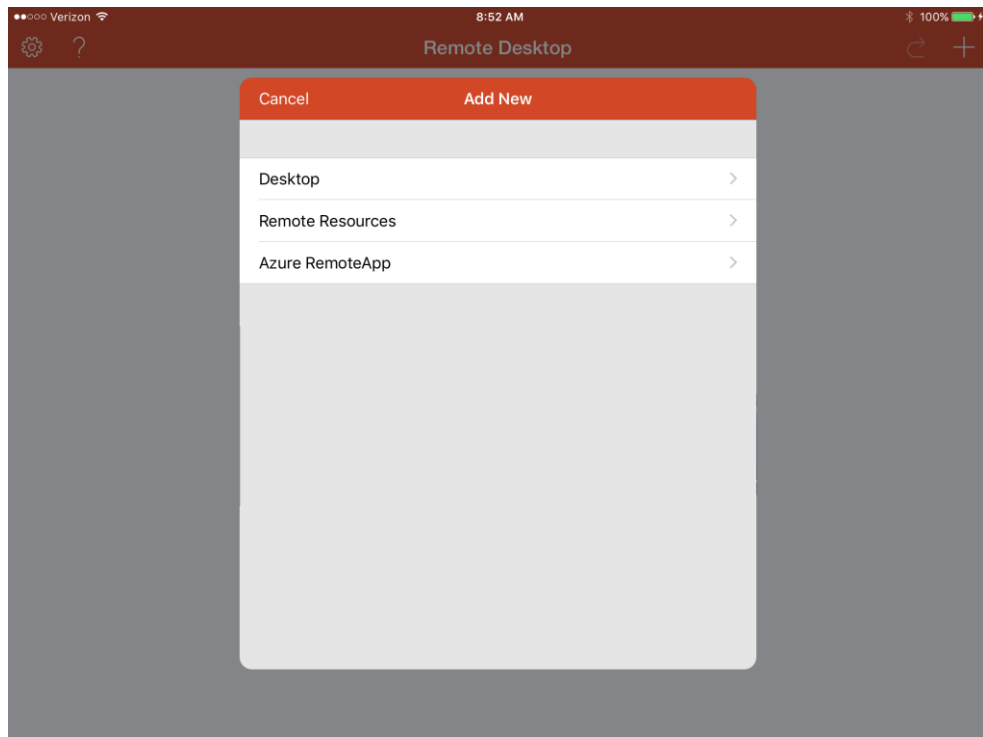 Verizon 8:52 AM 100%
? Remote Desktop
Cancel Add New
Desktop
Remote Resources
Azure RemoteApp